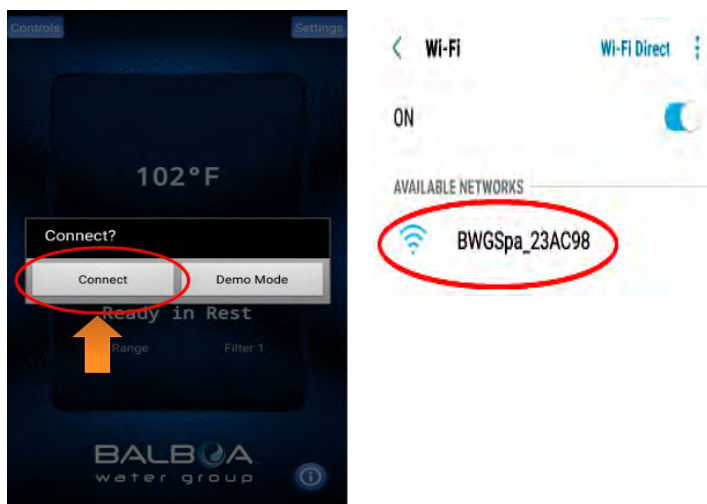 Controls
Settings
102°F
Connect?
Connect
Demo Mode
Ready in Rest
Range
Filter 1
BALBOA
water group
Wi-Fi
Wi-Fi Direct
ON
AVAILABLE NETWORKS
BWGSpa_23AC98